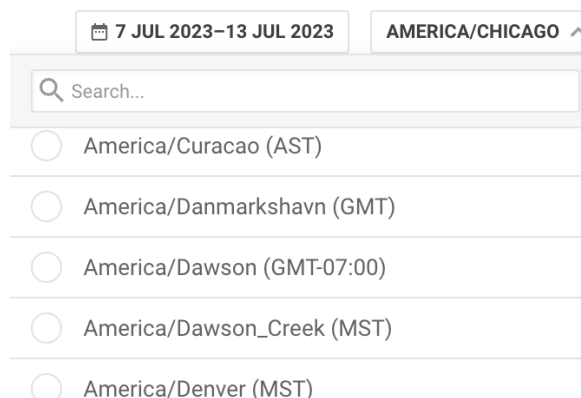 7 JUL 2023–13 JUL 2023 AMERICA/CHICAGO
Search...
America/Curacao (AST)
America/Danmarkshavn (GMT)
America/Dawson (GMT-07:00)
America/Dawson_Creek (MST)
America/Denver (MST)